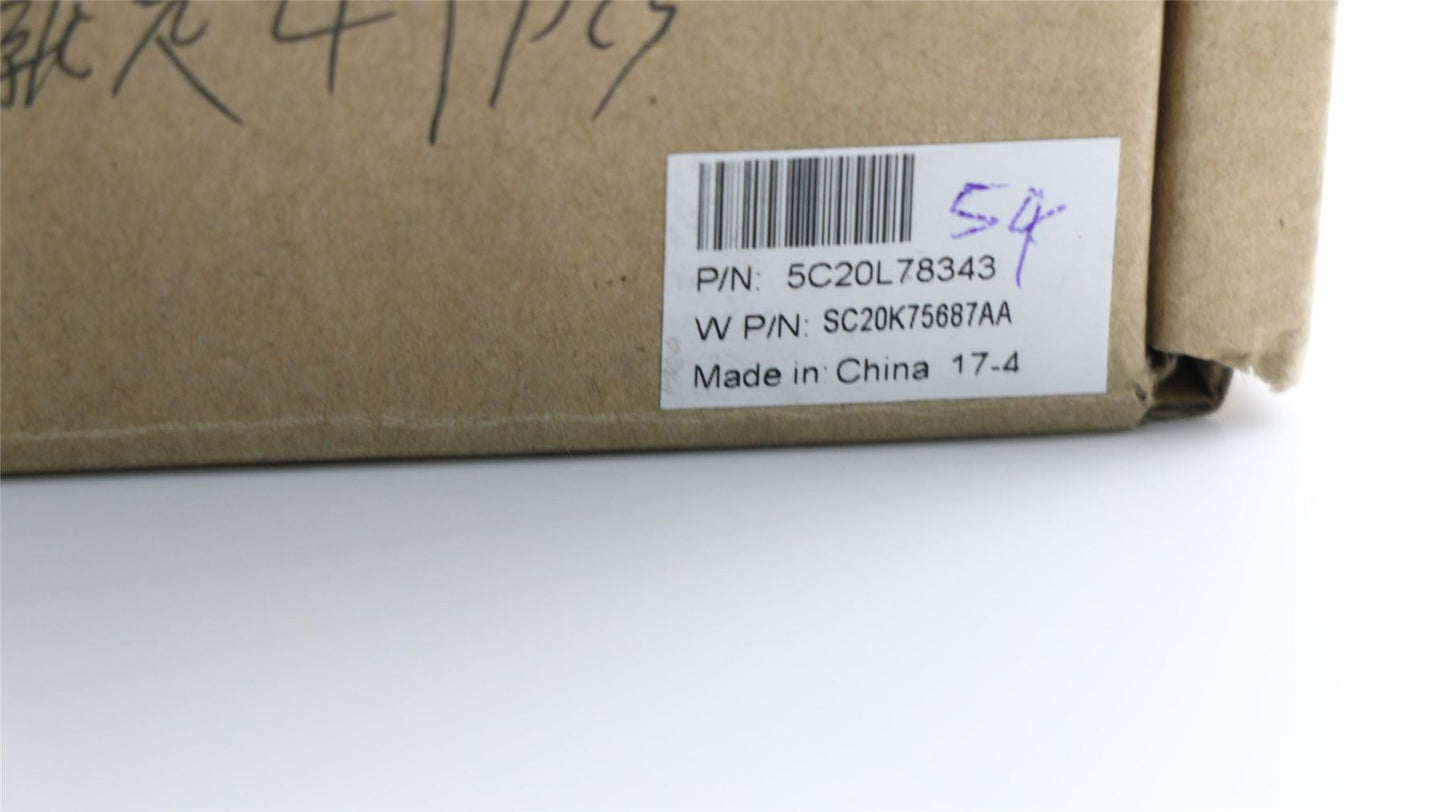 54
P/N: 5C20L78343
W P/N: SC20K75687AA
Made in China 17-4